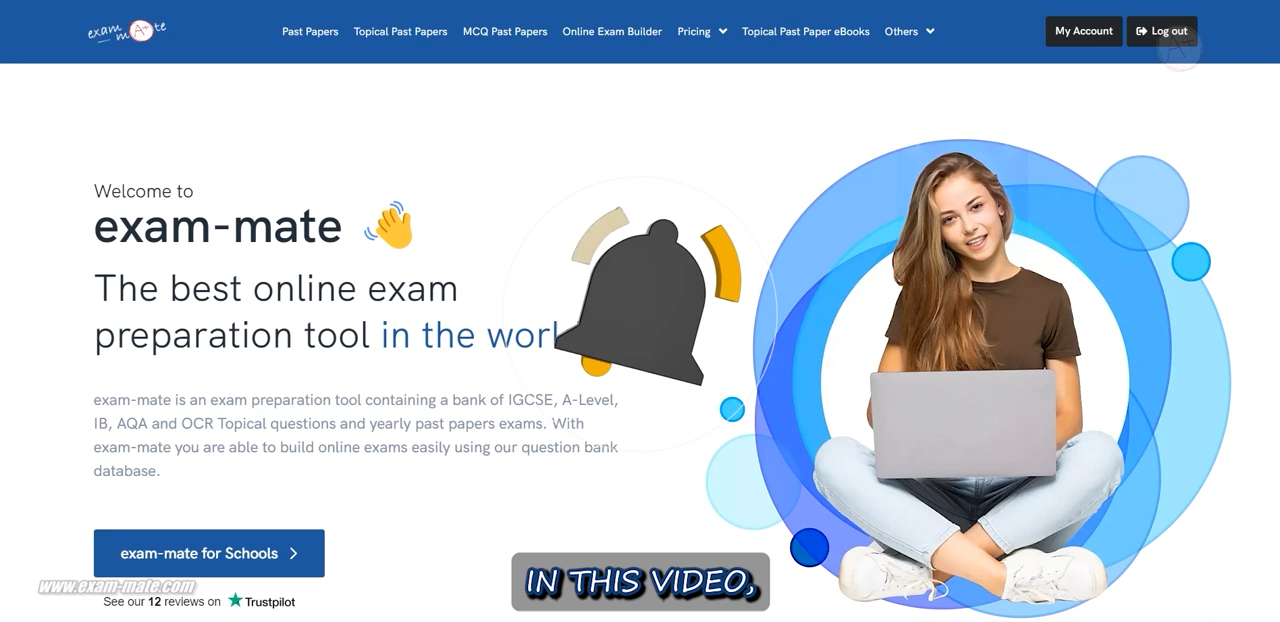 exam
mA+te
Past Papers
Topical Past Papers
MCQ Past Papers
Online Exam Builder
Pricing
Topical Past Paper eBooks
Others
My Account
Log out
Welcome to
exam-mate
The best online exam
preparation tool in the worl
exam-mate is an exam preparation tool containing a bank of IGCSE, A-Level,
IB, AQA and OCR Topical questions and yearly past papers exams. With
exam-mate you are able to build online exams easily using our question bank
database.
exam-mate for Schools
www.exam-mate.com
See our 12 reviews on Trustpilot
IN THIS VIDEO,